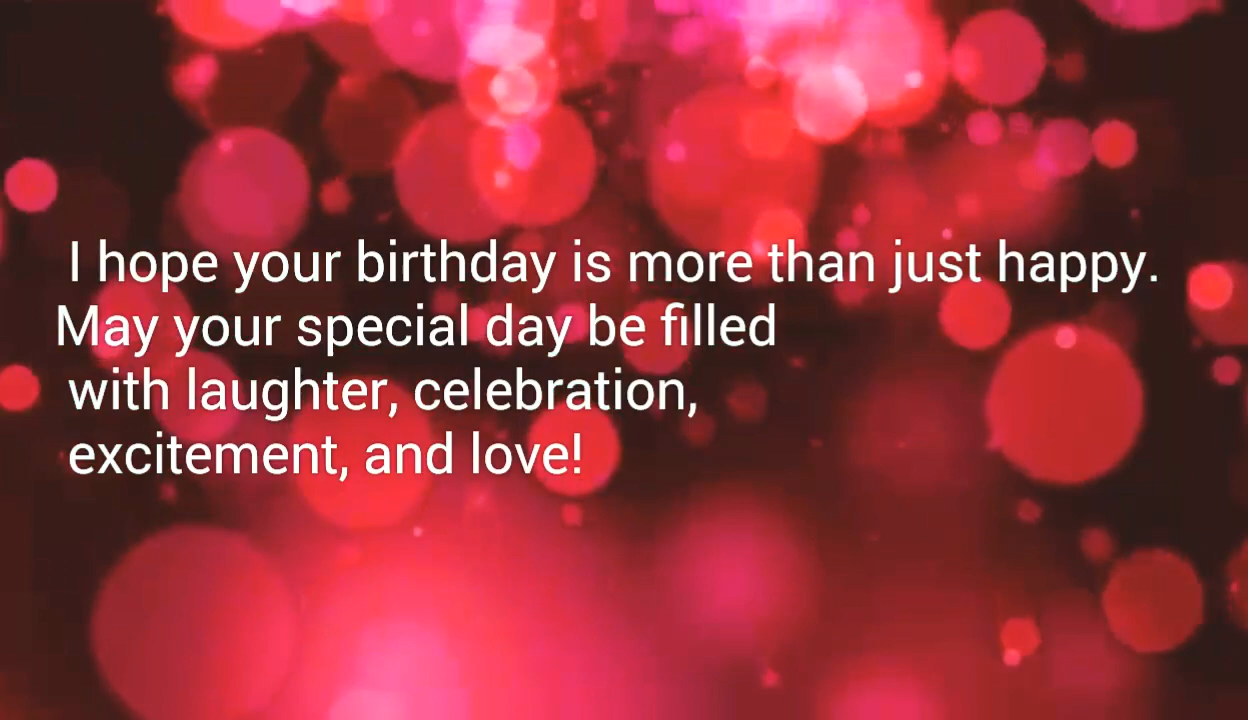 I hope your birthday is more than just happy.
May your special day be filled
with laughter, celebration,
excitement, and love!